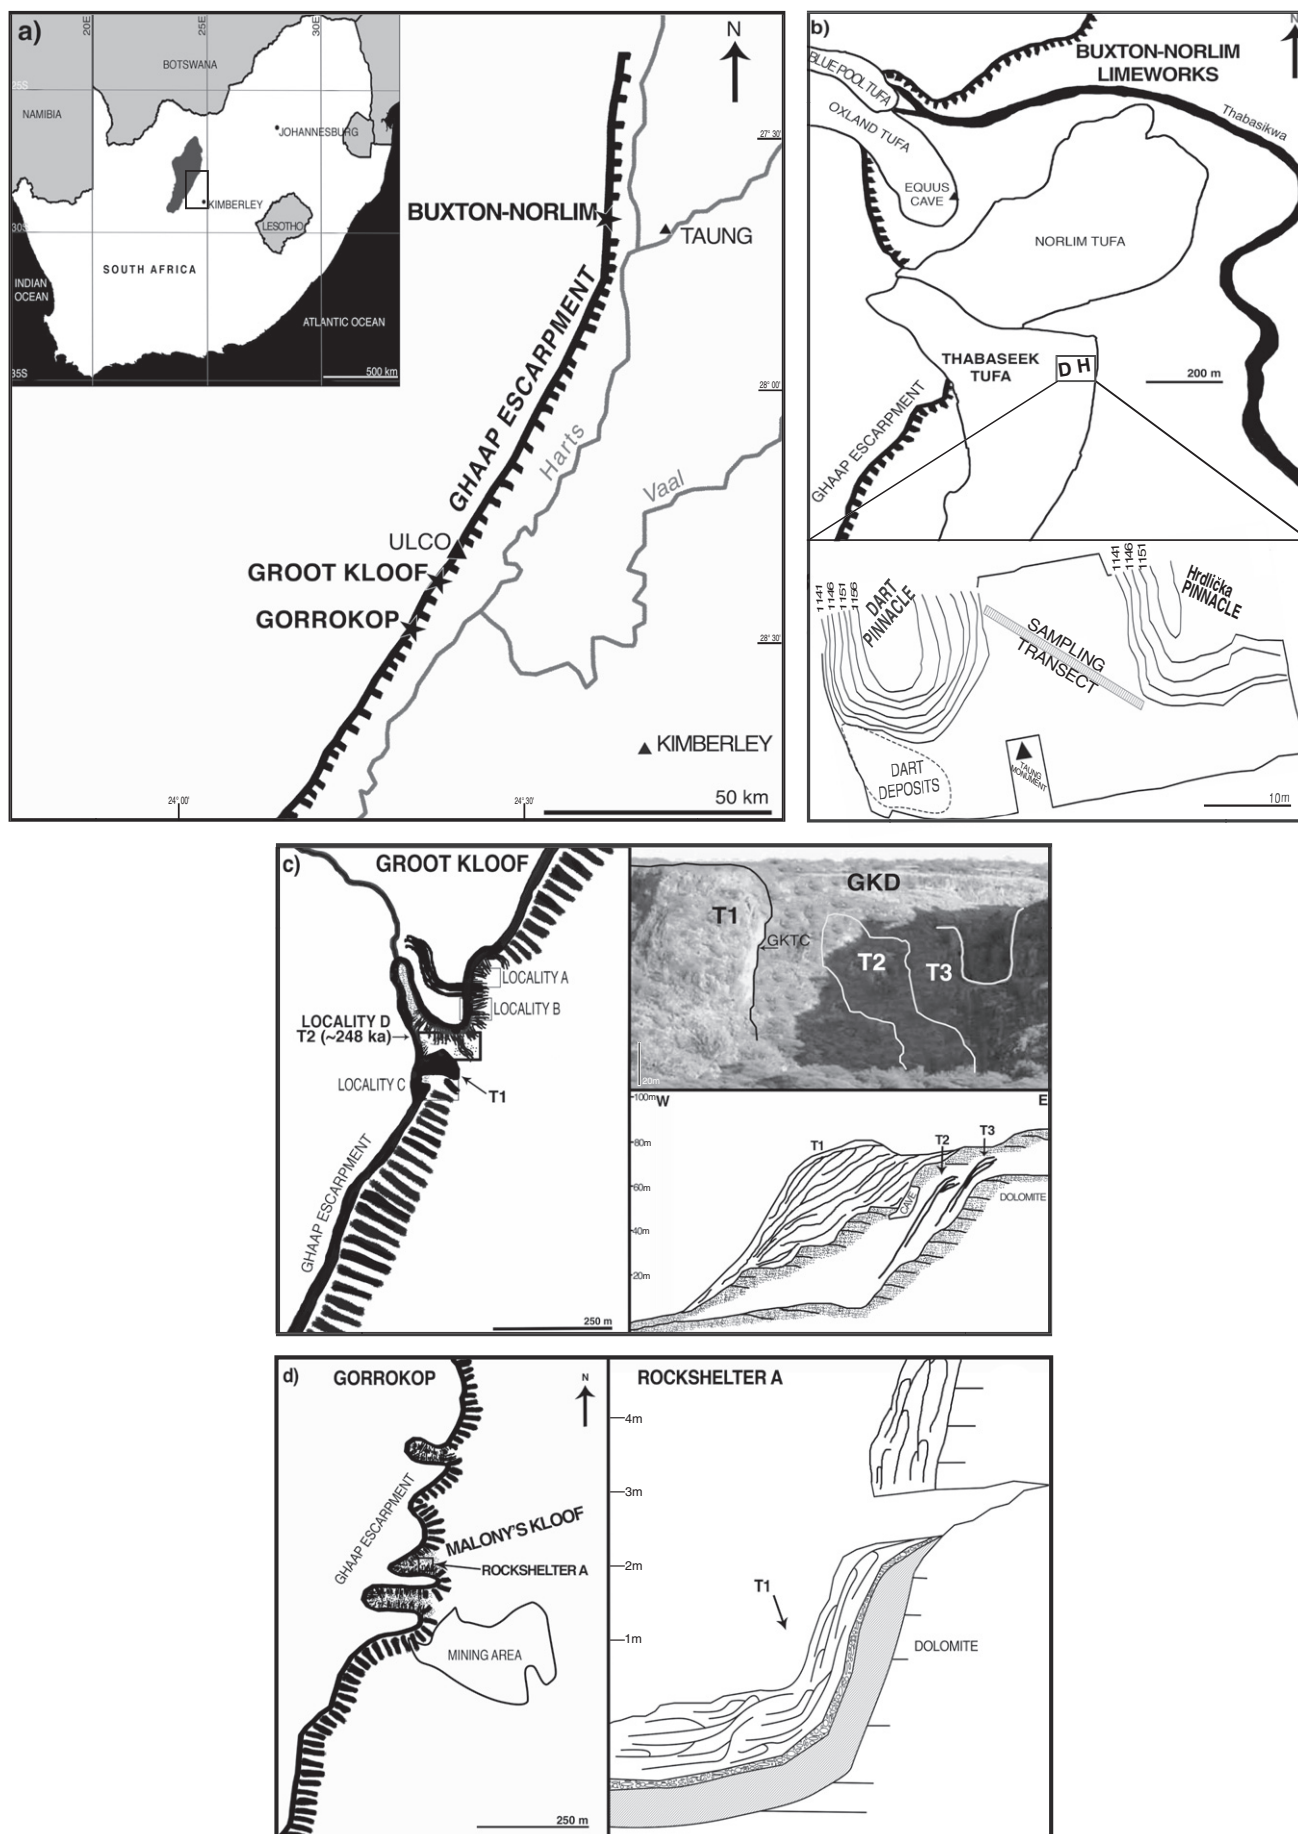 a)
20E
25E
30E
BOTSWANA
25S
NAMIBIA
JOHANNESBURG
KIMBERLEY
LESOTHO
30S
SOUTH AFRICA
INDIAN
OCEAN
ATLANTIC OCEAN
35S
500 km
N
27° 30'
BUXTON-NORLIM
TAUNG
GHAAP ESCARPMENT
28° 00'
Harts
Vaal
ULCO
GROOT KLOOF
GORROKOP
28° 30'
KIMBERLEY
24° 00'
24° 30'
50 km
b)
N
BUXTON-NORLIM
LIMEWORKS
BLUE POOL TUFA
OXLAND TUFA
Thabasikwa
EQUUS
CAVE
NORLIM TUFA
THABASEEK
TUFA
D H
200 m
GHAAP ESCARPMENT
1141
1146
1151
1156
DART
PINNACLE
1141
1146
1151
Hrdlička
PINNACLE
SAMPLING
TRANSECT
DART
DEPOSITS
TAUNG
MONUMENT
10m
c)
GROOT KLOOF
LOCALITY A
LOCALITY B
LOCALITY D
T2 (~248 ka)
LOCALITY C
T1
GHAAP ESCARPMENT
250 m
GKD
T1
GKTC
T2
T3
20m
100m
W
E
80m
60m
40m
20m
T1
T2
T3
CAVE
DOLOMITE
d)
GORROKOP
N
GHAAP ESCARPMENT
MALONY'S KLOOF
ROCKSHELTER A
MINING AREA
250 m
ROCKSHELTER A
4m
3m
2m
1m
T1
DOLOMITE